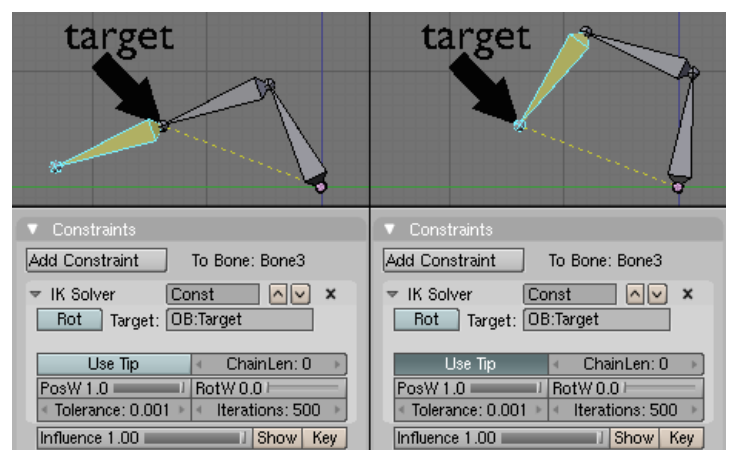 target
Constraints
Add Constraint To Bone: Bone3
IK Solver Const
Rot Target: OB:Target
Use Tip ChainLen: 0
PosW 1.0 RotW 0.0
Tolerance: 0.001 Iterations: 500
Influence 1.00 Show Key
target
Constraints
Add Constraint To Bone: Bone3
IK Solver Const
Rot Target: OB:Target
Use Tip ChainLen: 0
PosW 1.0 RotW 0.0
Tolerance: 0.001 Iterations: 500
Influence 1.00 Show Key